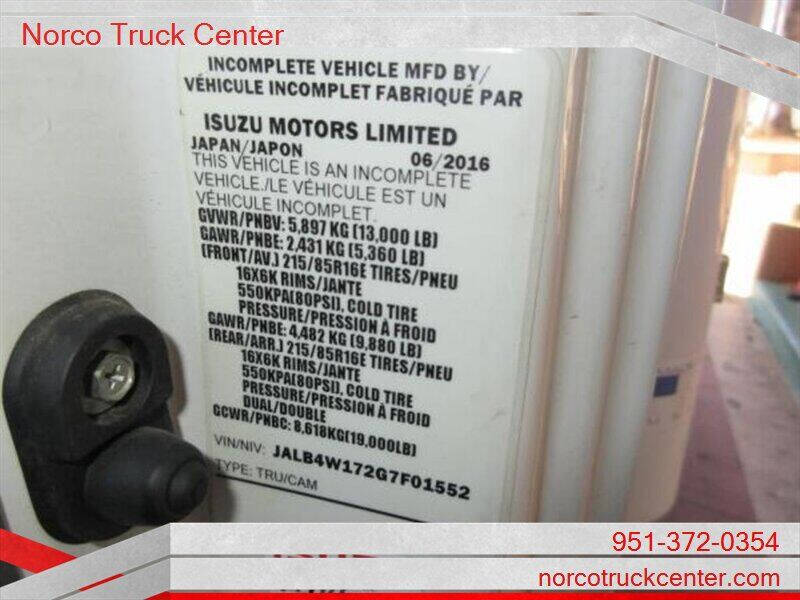 Norco Truck Center
INCOMPLETE VEHICLE MFD BY/
VÉHICULE INCOMPLET FABRIQUÉ PAR
ISUZU MOTORS LIMITED
JAPAN/JAPON 06/2016
THIS VEHICLE IS AN INCOMPLETE
VEHICLE./LE VÉHICULE EST UN
VÉHICULE INCOMPLET.
GVWR/PNBV: 5,897 KG (13,000 LB)
GAWR/PNBE: 2,431 KG (5,360 LB)
(FRONT/AV.) 215/85R16E TIRES/PNEU
16X6K RIMS/JANTE
550KPA(80PSI), COLD TIRE
PRESSURE/PRESSION À FROID
GAWR/PNBE: 4,482 KG (9,880 LB)
(REAR/ARR.) 215/85R16E TIRES/PNEU
16X6K RIMS/JANTE
550KPA(80PSI), COLD TIRE
PRESSURE/PRESSION À FROID
DUAL/DOUBLE
GCWR/PNBC: 8,618KG(19,000LB)
VIN/NIV: JALB4W172G7F01552
TYPE: TRU/CAM
951-372-0354
norcotruckcenter.com